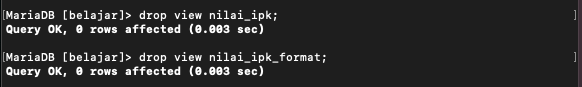 [MariaDB [belajar]> drop view nilai_ipk; ]
Query OK, 0 rows affected (0.003 sec)
[MariaDB [belajar]> drop view nilai_ipk_format; ]
Query OK, 0 rows affected (0.003 sec)